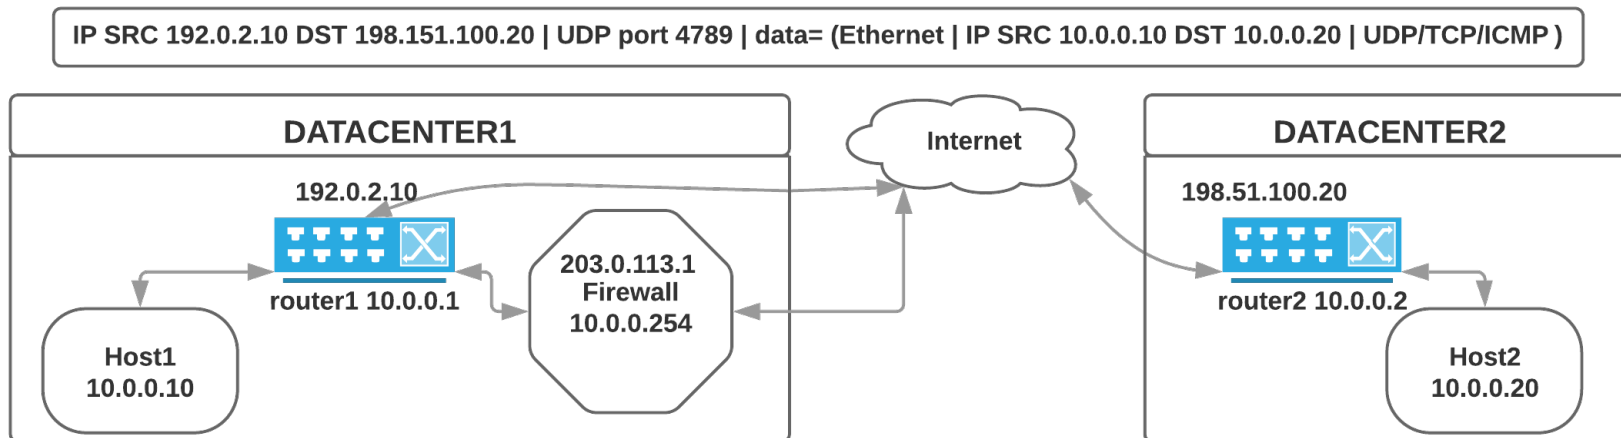 IP SRC 192.0.2.10 DST 198.151.100.20 | UDP port 4789 | data= (Ethernet | IP SRC 10.0.0.10 DST 10.0.0.20 | UDP/TCP/ICMP )
DATACENTER1
192.0.2.10
router1 10.0.0.1
Host1
10.0.0.10
203.0.113.1
Firewall
10.0.0.254
Internet
DATACENTER2
198.51.100.20
router2 10.0.0.2
Host2
10.0.0.20